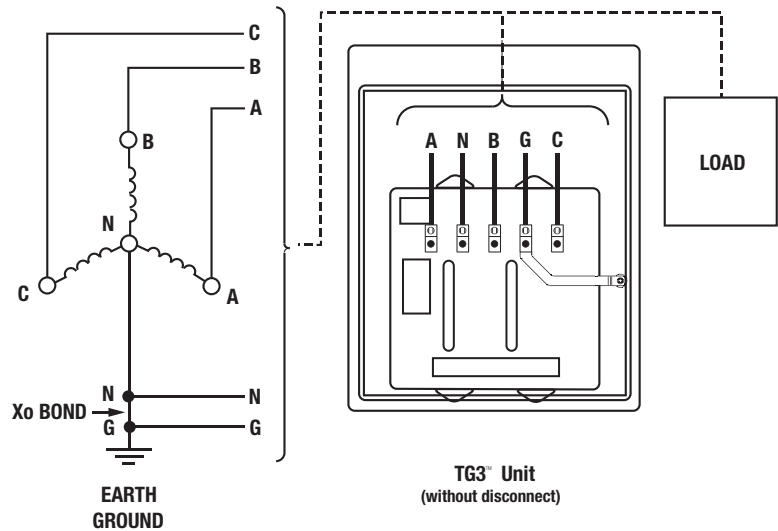 C
B
A
B
N
C
A
N
N
Xo BOND
G
G
EARTH
GROUND
A N B G C
LOAD
TG3™ Unit
(without disconnect)